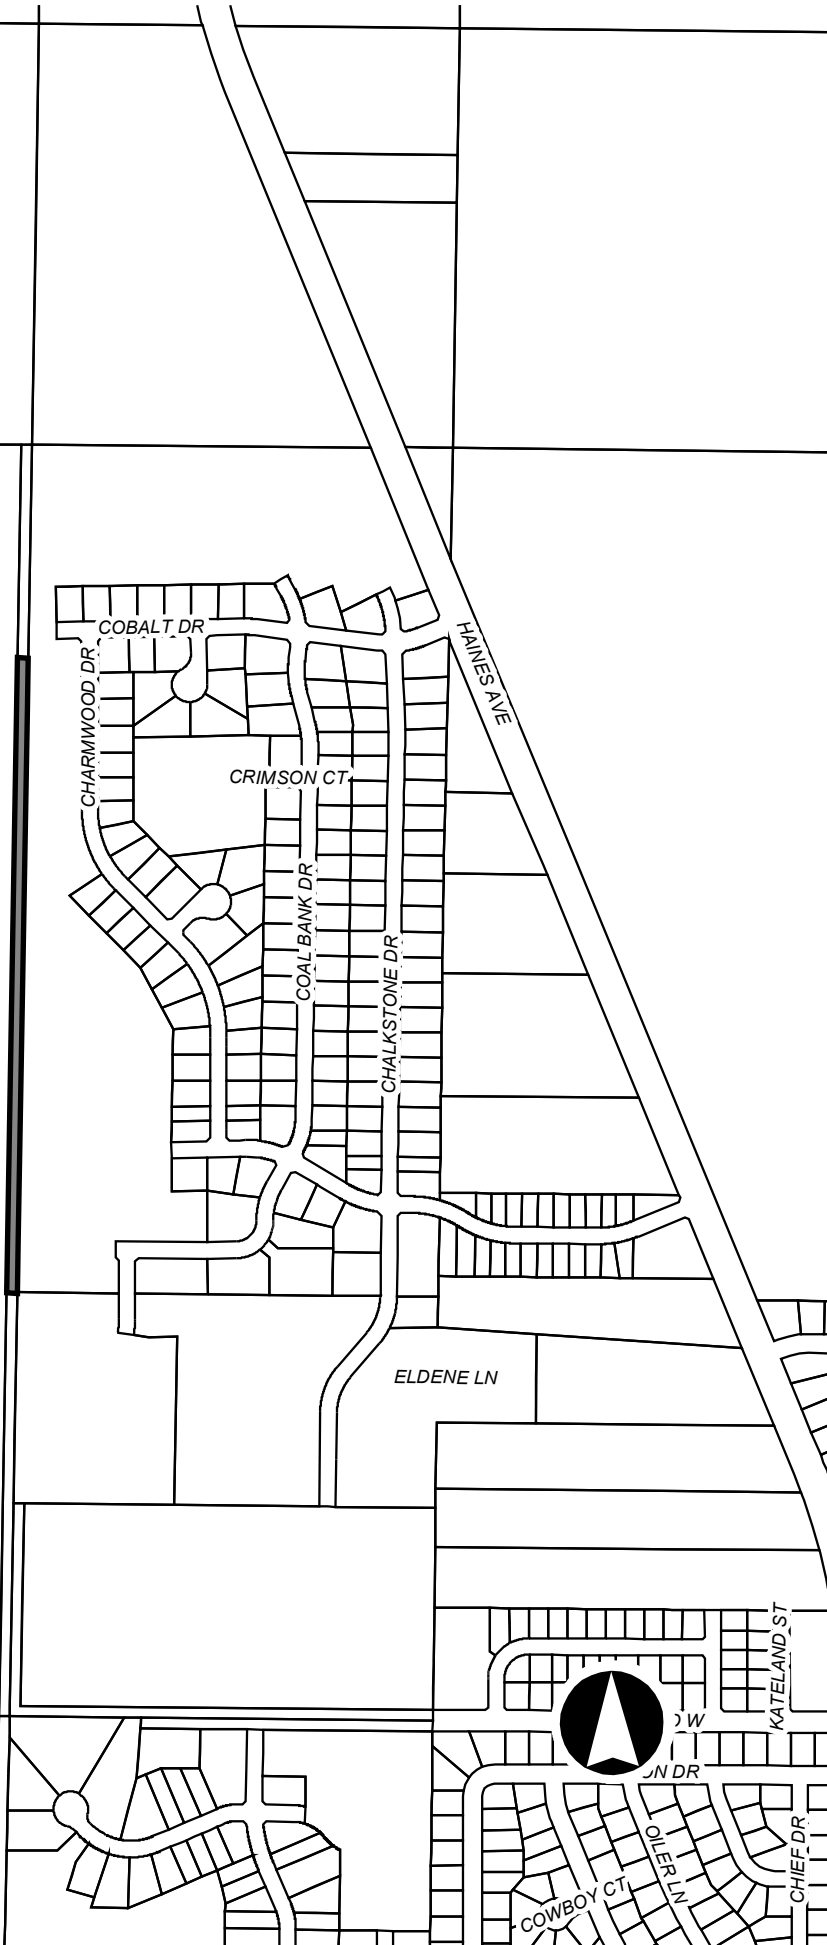 COBALT DR
HAINES AVE
CHARMWOOD DR
CRIMSON CT
COAL BANK DR
CHALKSTONE DR
ELDENE LN
KATELAND ST
W
DR
OILER LN
CHIEF DR
COWBOY CT